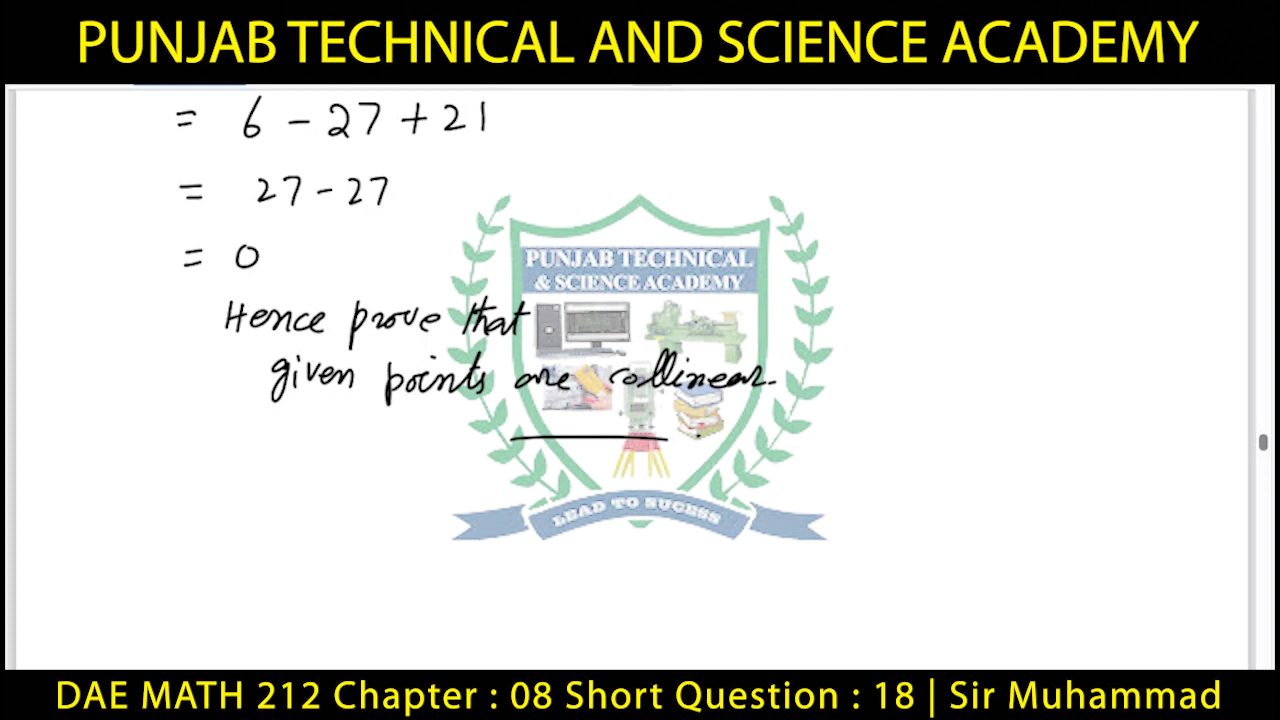 PUNJAB TECHNICAL AND SCIENCE ACADEMY
= 6 - 27 + 21
= 27 - 27
= 0
PUNJAB TECHNICAL
& SCIENCE ACADEMY
Hence prove that
given points are collinear.
LEAD TO SUCESS
DAE MATH 212 Chapter : 08 Short Question : 18 | Sir Muhammad